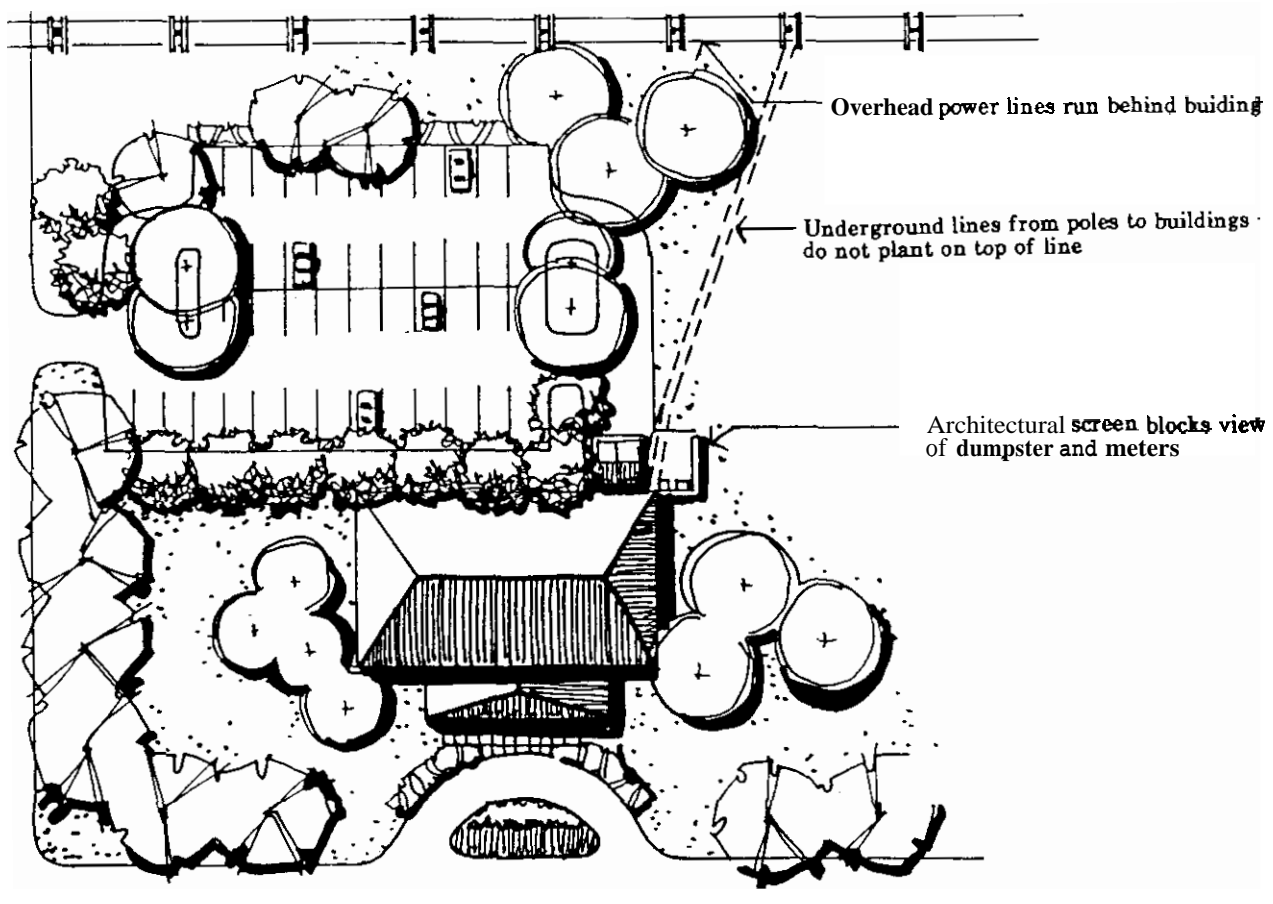 Overhead power lines run behind buiding
Underground lines from poles to buildings
do not plant on top of line
Architectural screen blocks view
of dumpster and meters